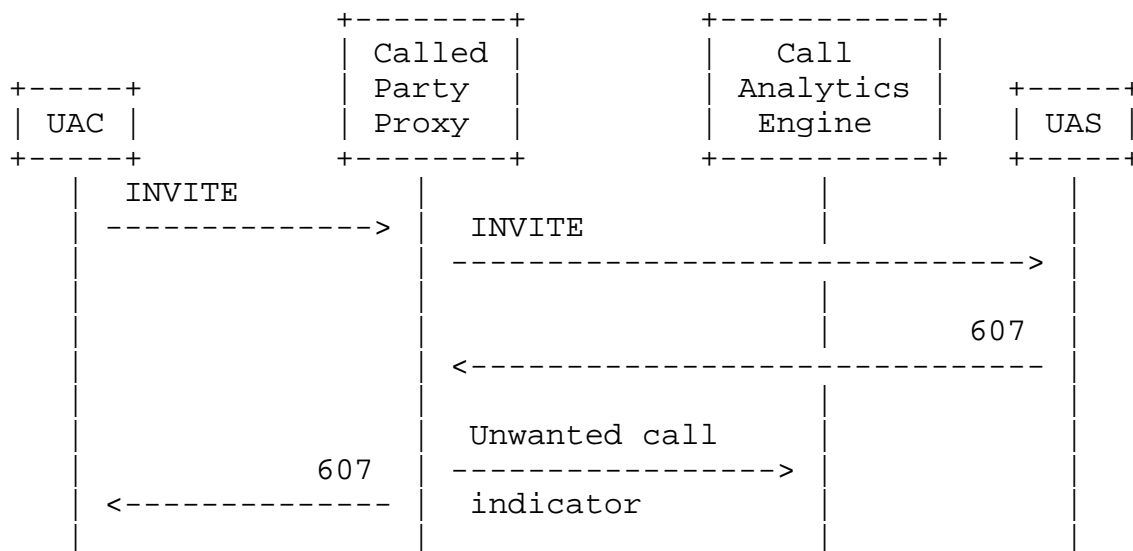 Called
Party
Proxy
Call
Analytics
Engine
UAC
UAS
INVITE
INVITE
607
Unwanted call
607
indicator